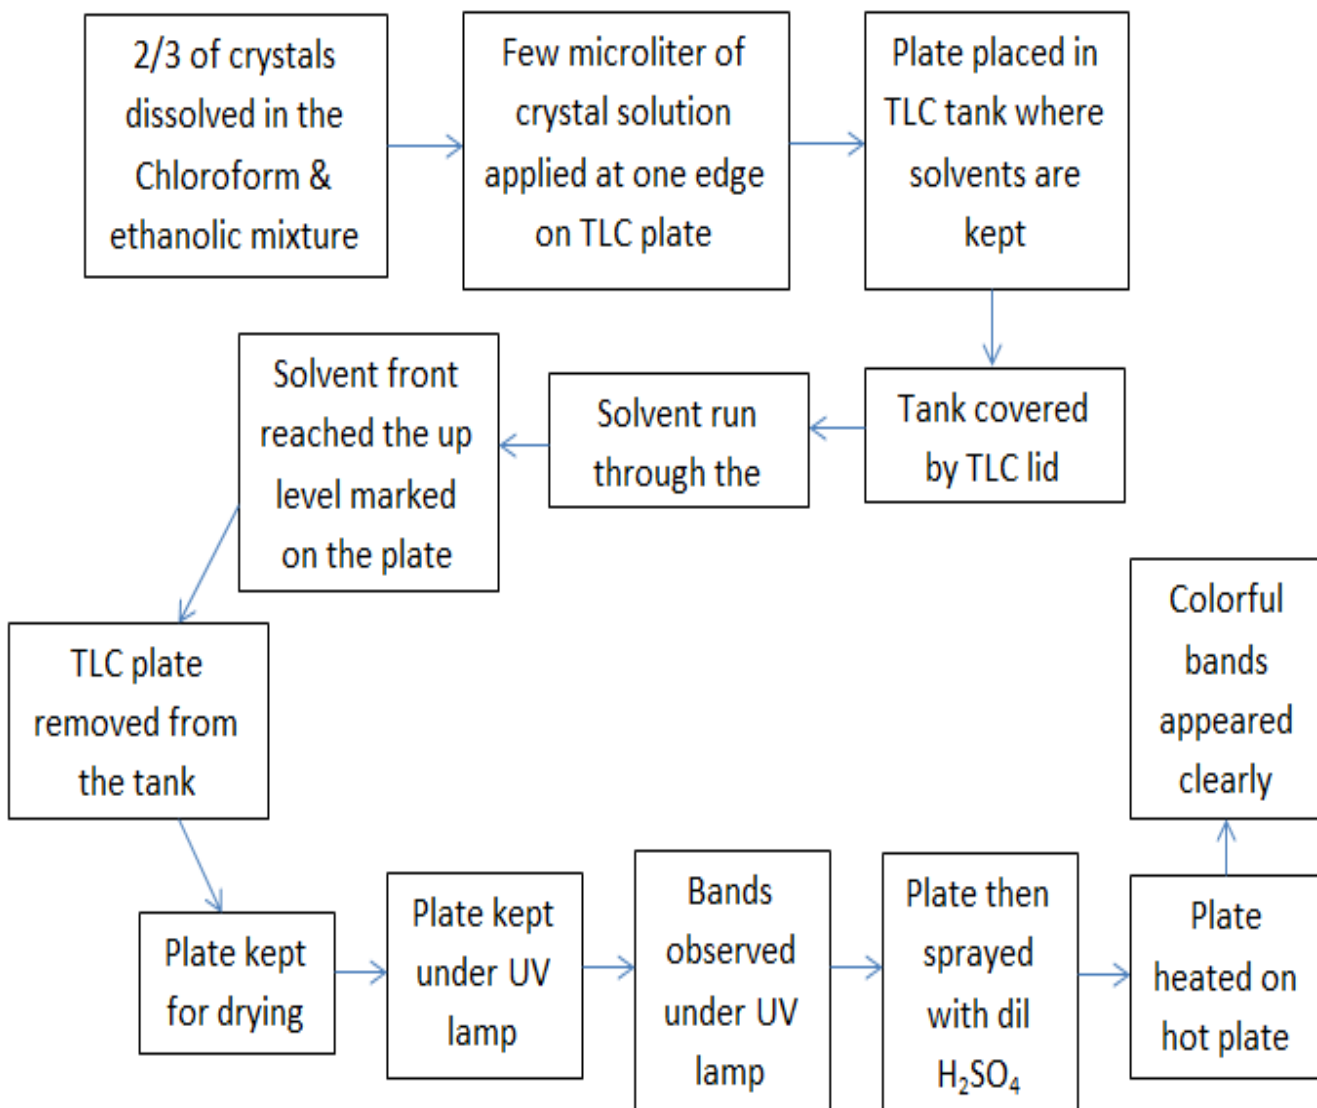 2/3 of crystals
dissolved in the
Chloroform &
ethanolic mixture
Few microliter of
crystal solution
applied at one edge
on TLC plate
Plate placed in
TLC tank where
solvents are
kept
Tank covered
by TLC lid
Solvent run
through the
Solvent front
reached the up
level marked
on the plate
TLC plate
removed from
the tank
Plate kept
for drying
Plate kept
under UV
lamp
Bands
observed
under UV
lamp
Plate then
sprayed
with dil
H₂SO₄
Plate
heated on
hot plate
Colorful
bands
appeared
clearly